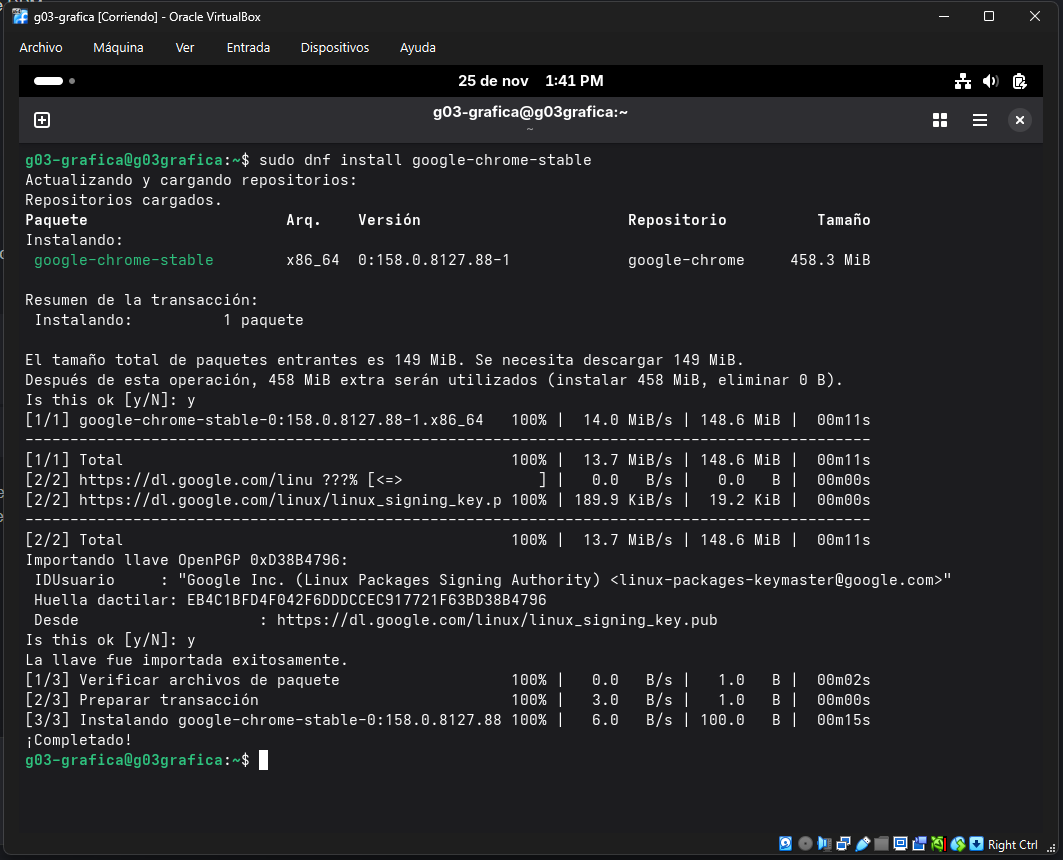 g03-grafica [Corriendo] - Oracle VirtualBox
Archivo Máquina Ver Entrada Dispositivos Ayuda
25 de nov 1:41 PM
g03-grafica@g03grafica:~
~
g03-grafica@g03grafica:~$ sudo dnf install google-chrome-stable
Actualizando y cargando repositorios:
Repositorios cargados.
Paquete Arq. Versión Repositorio Tamaño
Instalando:
google-chrome-stable x86_64 0:158.0.8127.88-1 google-chrome 458.3 MiB
Resumen de la transacción:
Instalando: 1 paquete
El tamaño total de paquetes entrantes es 149 MiB. Se necesita descargar 149 MiB.
Después de esta operación, 458 MiB extra serán utilizados (instalar 458 MiB, eliminar 0 B).
Is this ok [y/N]: y
[1/1] google-chrome-stable-0:158.0.8127.88-1.x86_64 100% | 14.0 MiB/s | 148.6 MiB | 00m11s
----------------------------------------------------------------------------------------------
[1/1] Total 100% | 13.7 MiB/s | 148.6 MiB | 00m11s
[2/2] https://dl.google.com/linu ???% [<=> ] | 0.0 B/s | 0.0 B | 00m00s
[2/2] https://dl.google.com/linux/linux_signing_key.p 100% | 189.9 KiB/s | 19.2 KiB | 00m00s
----------------------------------------------------------------------------------------------
[2/2] Total 100% | 13.7 MiB/s | 148.6 MiB | 00m11s
Importando llave OpenPGP 0xD38B4796:
IDUsuario : "Google Inc. (Linux Packages Signing Authority) <linux-packages-keymaster@google.com>"
Huella dactilar: EB4C1BFD4F042F6DDDCCEC917721F63BD38B4796
Desde : https://dl.google.com/linux/linux_signing_key.pub
Is this ok [y/N]: y
La llave fue importada exitosamente.
[1/3] Verificar archivos de paquete 100% | 0.0 B/s | 1.0 B | 00m02s
[2/3] Preparar transacción 100% | 3.0 B/s | 1.0 B | 00m00s
[3/3] Instalando google-chrome-stable-0:158.0.8127.88 100% | 6.0 B/s | 100.0 B | 00m15s
¡Completado!
g03-grafica@g03grafica:~$
Right Ctrl